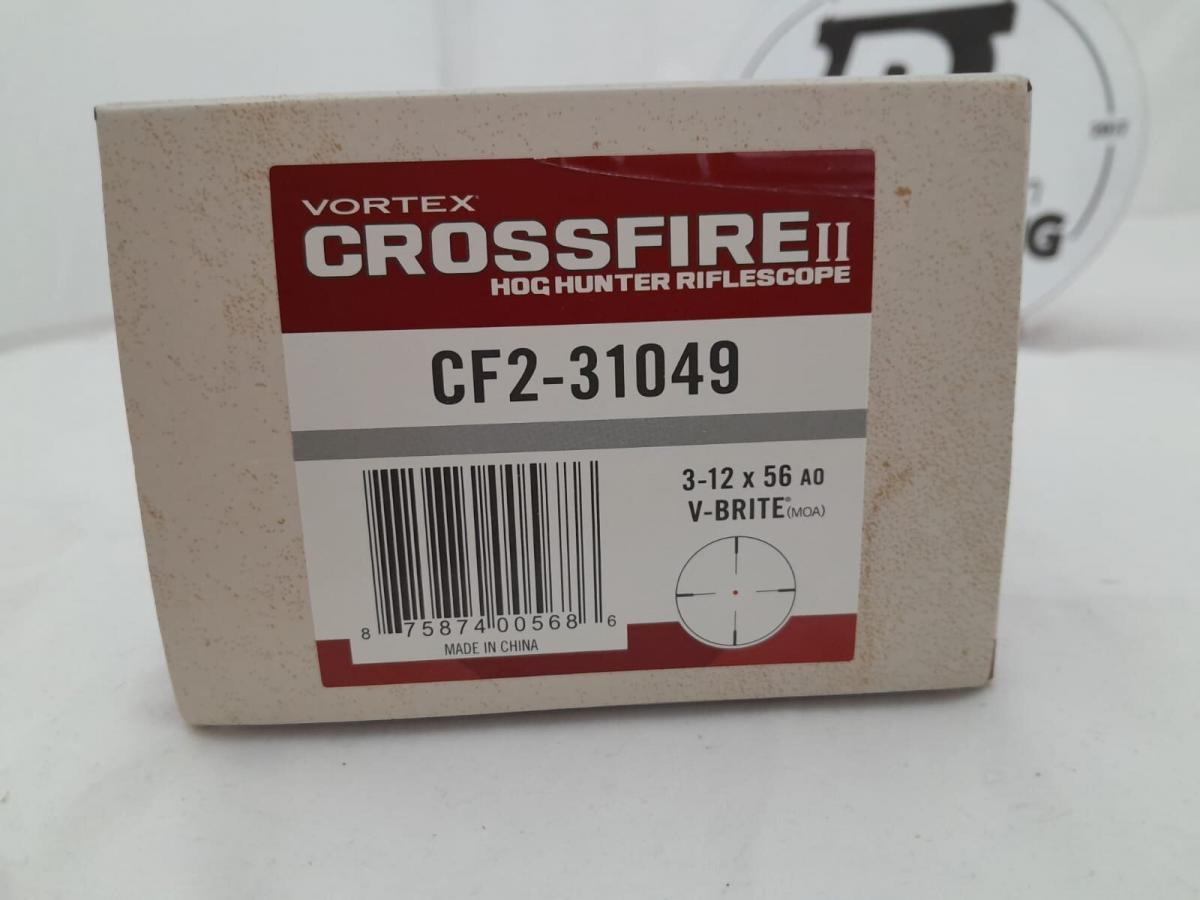 VORTEX®
CROSSFIRE II
HOG HUNTER RIFLESCOPE
CF2-31049
3-12 x 56 AO
V-BRITE® (MOA)
8 75874 00568 6
MADE IN CHINA